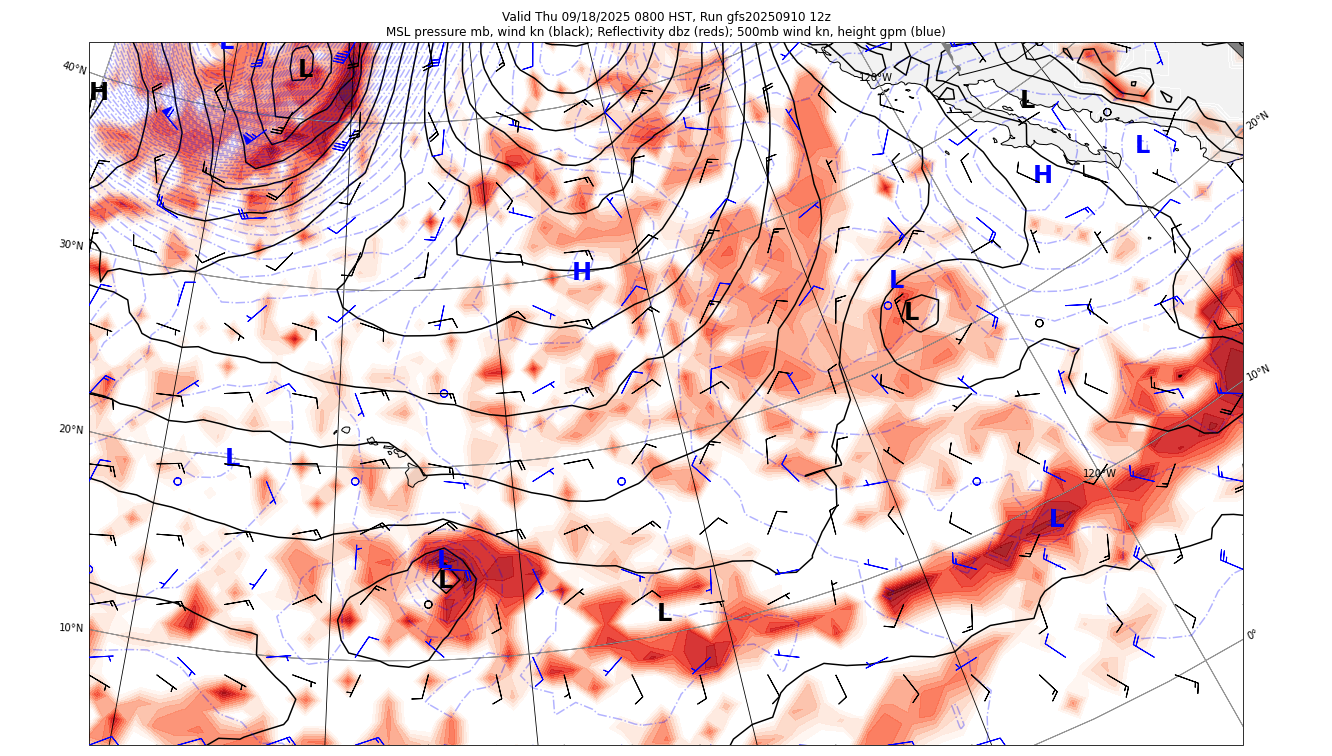 Valid Thu 09/18/2025 0800 HST, Run gfs20250910 12z
MSL pressure mb, wind kn (black); Reflectivity dbz (reds); 500mb wind kn, height gpm (blue)
L
40°N
L
H
120°W
L
20°N
L
H
30°N
H
L
L
10°N
20°N
L
120°W
L
L
L
L
10°N
0°